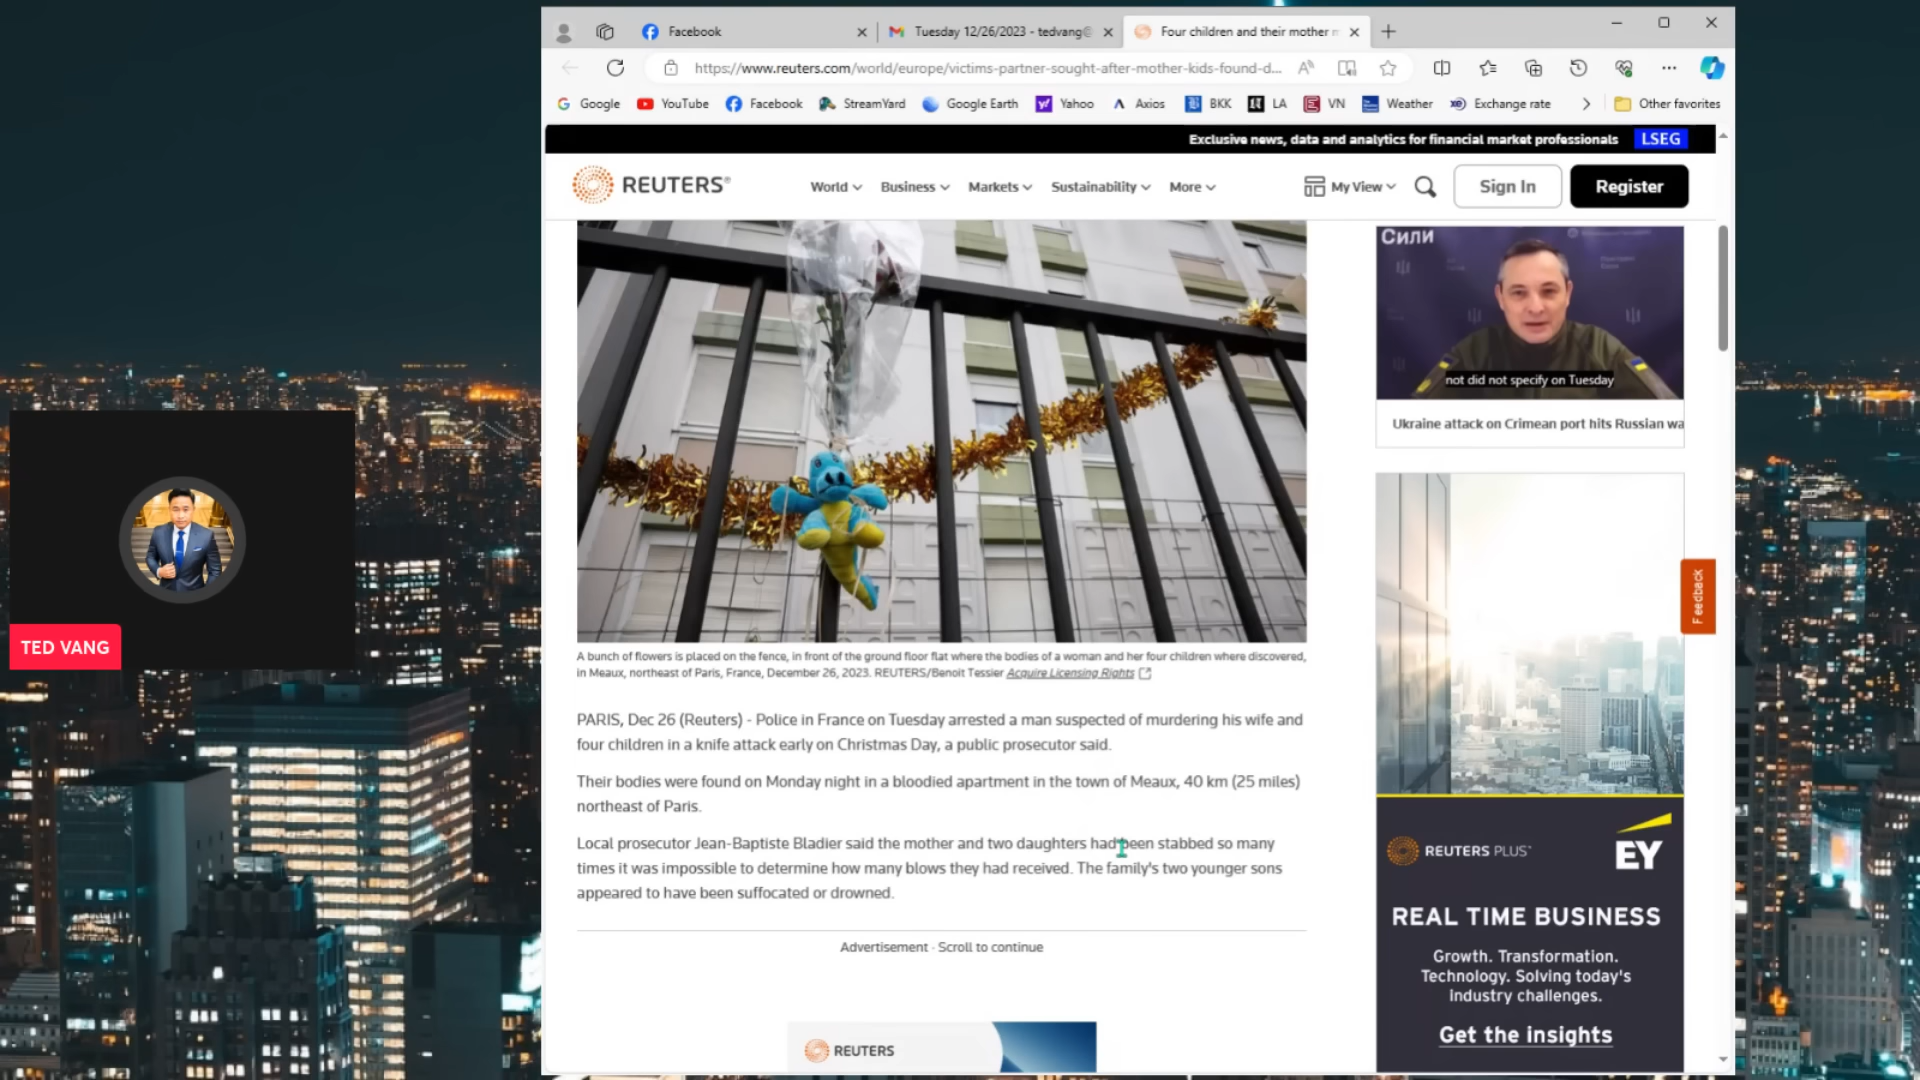 Facebook
Tuesday 12/26/2023 - tedvang@
Four children and their mother m
https://www.reuters.com/world/europe/victims-partner-sought-after-mother-kids-found-d...
Google
YouTube
Facebook
StreamYard
Google Earth
Yahoo
Axios
BKK
LA
VN
Weather
Exchange rate
Other favorites
Exclusive news, data and analytics for financial market professionals LSEG
REUTERS®
World
Business
Markets
Sustainability
More
My View
Sign In
Register
Сили
not did not specify on Tuesday
Ukraine attack on Crimean port hits Russian wa
Feedback
TED VANG
A bunch of flowers is placed on the fence, in front of the ground floor flat where the bodies of a woman and her four children where discovered,
in Meaux, northeast of Paris, France, December 26, 2023. REUTERS/Benoit Tessier Acquire Licensing Rights
PARIS, Dec 26 (Reuters) - Police in France on Tuesday arrested a man suspected of murdering his wife and
four children in a knife attack early on Christmas Day, a public prosecutor said.
Their bodies were found on Monday night in a bloodied apartment in the town of Meaux, 40 km (25 miles)
northeast of Paris.
Local prosecutor Jean-Baptiste Bladier said the mother and two daughters had been stabbed so many
times it was impossible to determine how many blows they had received. The family's two younger sons
appeared to have been suffocated or drowned.
Advertisement · Scroll to continue
REUTERS
REUTERS PLUS
EY
REAL TIME BUSINESS
Growth. Transformation.
Technology. Solving today's
industry challenges.
Get the insights